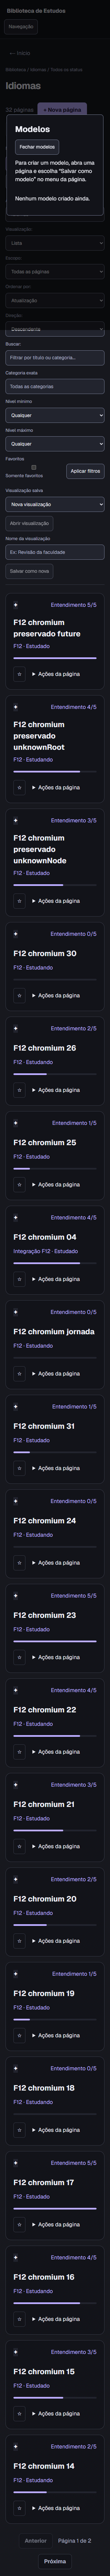 Biblioteca de Estudos
Navegação
← Início
Biblioteca / Idiomas / Todos os status
52 páginas
+ Nova página
Modelos
Fechar modelos
Para criar um modelo, abra uma
página e escolha “Salvar como
modelo” no menu da página.
Nenhum modelo criado ainda.
Idiomas
Visualização
Lista
Todas as páginas
Ordenar por
Atualização
Direção
Descendente
Buscar
Filtrar por título ou categoria...
Categoria exata
Todas as categorias
Nível mínimo
Qualquer
Nível máximo
Qualquer
Favoritos
Somente favoritos
Aplicar filtros
Visualização salva
Nova visualização
Abrir visualização
Nome da visualização
Ex: Revisão da faculdade
Salvar como nova
Entendimento 5/5
F12 chromium
preservado future
F12 · Estudado
▶ Ações da página
Entendimento 4/5
F12 chromium
preservado
unknownRoot
F12 · Estudado
▶ Ações da página
Entendimento 3/5
F12 chromium
preservado
unknownNode
F12 · Estudado
▶ Ações da página
Entendimento 0/5
F12 chromium 30
F12 · Estudando
▶ Ações da página
Entendimento 2/5
F12 chromium 26
F12 · Estudando
▶ Ações da página
Entendimento 1/5
F12 chromium 25
F12 · Estudado
▶ Ações da página
Entendimento 4/5
F12 chromium 04
Integração F12 · Estudado
▶ Ações da página
Entendimento 0/5
F12 chromium jornada
F12 · Estudando
▶ Ações da página
Entendimento 1/5
F12 chromium 31
F12 · Estudado
▶ Ações da página
Entendimento 0/5
F12 chromium 24
F12 · Estudando
▶ Ações da página
Entendimento 5/5
F12 chromium 23
F12 · Estudado
▶ Ações da página
Entendimento 4/5
F12 chromium 22
F12 · Estudando
▶ Ações da página
Entendimento 3/5
F12 chromium 21
F12 · Estudado
▶ Ações da página
Entendimento 2/5
F12 chromium 20
F12 · Estudando
▶ Ações da página
Entendimento 1/5
F12 chromium 19
F12 · Estudado
▶ Ações da página
Entendimento 0/5
F12 chromium 18
F12 · Estudando
▶ Ações da página
Entendimento 5/5
F12 chromium 17
F12 · Estudado
▶ Ações da página
Entendimento 4/5
F12 chromium 16
F12 · Estudando
▶ Ações da página
Entendimento 3/5
F12 chromium 15
F12 · Estudado
▶ Ações da página
Entendimento 2/5
F12 chromium 14
F12 · Estudando
▶ Ações da página
Anterior
Página 1 de 2
Próxima